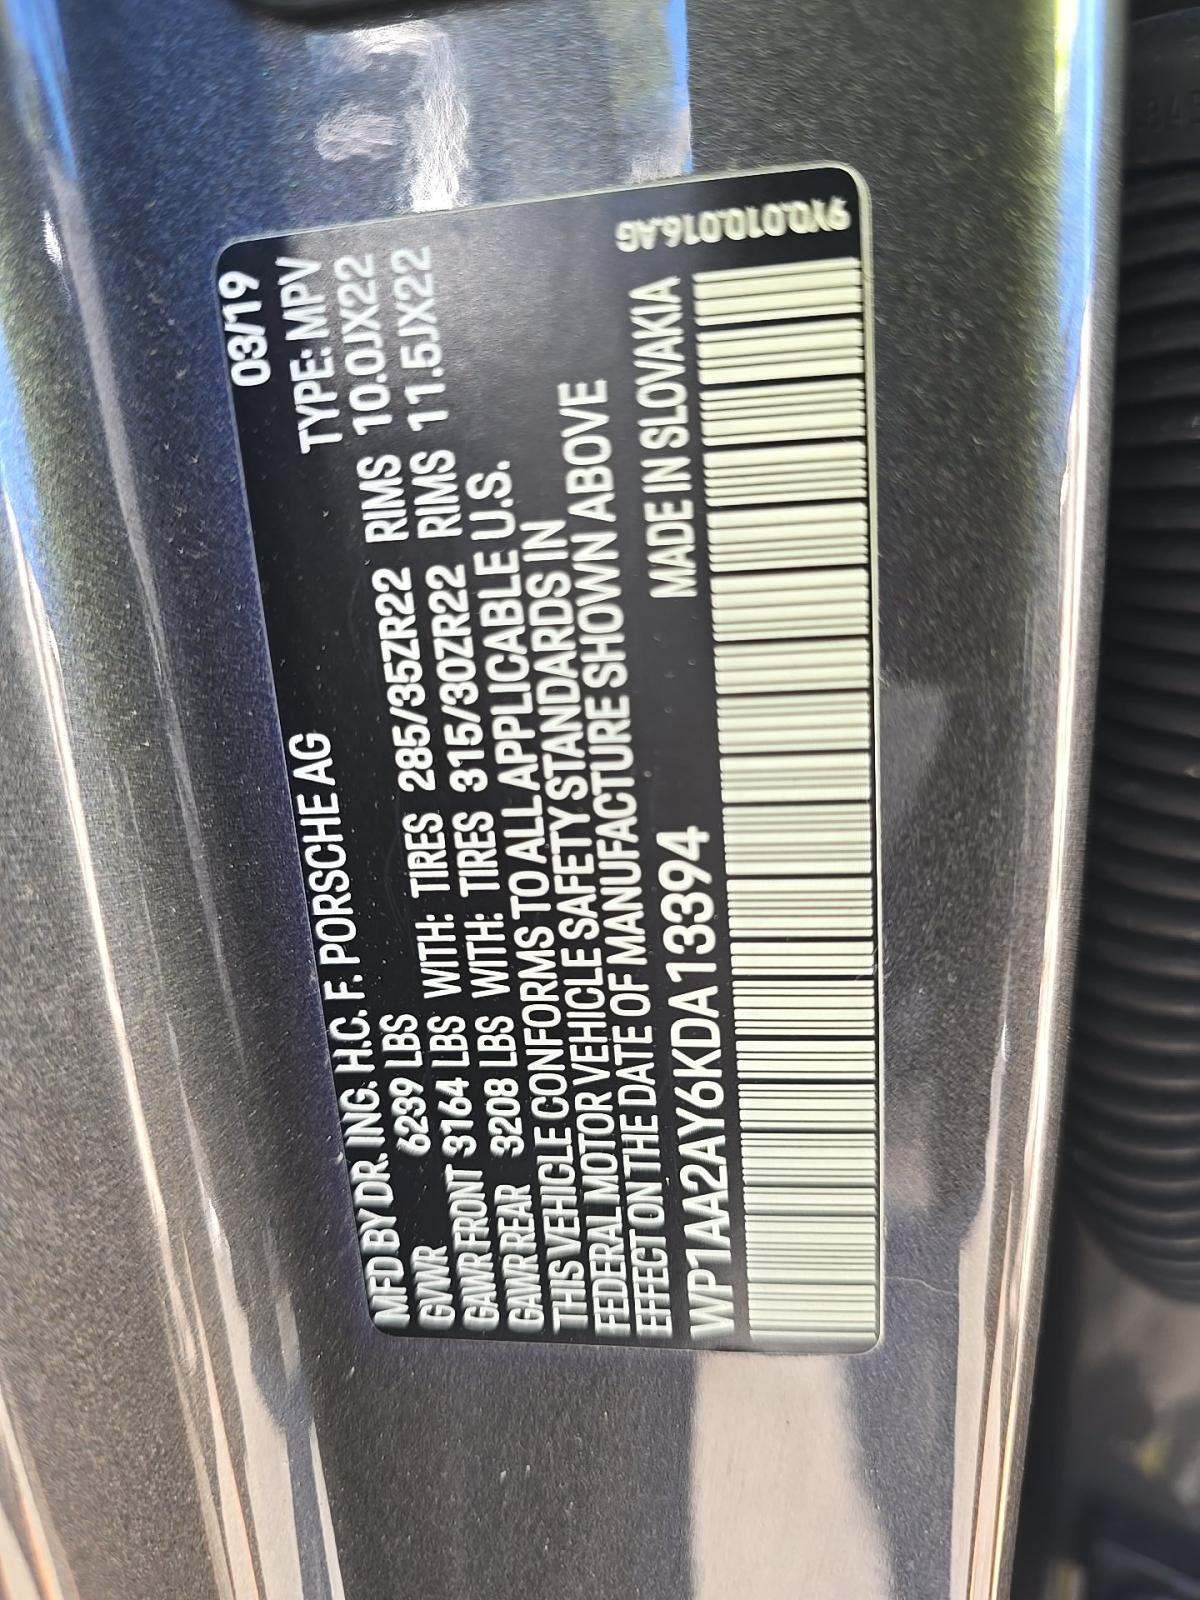 MFD BY DR. ING. H.C. F. PORSCHE AG 03/19
GVWR 6239 LBS TYPE: MPV
GAWR FRONT 3164 LBS WITH: TIRES 285/35ZR22 RIMS 10.0JX22
GAWR REAR 3208 LBS WITH: TIRES 315/30ZR22 RIMS 11.5JX22
THIS VEHICLE CONFORMS TO ALL APPLICABLE U.S.
FEDERAL MOTOR VEHICLE SAFETY STANDARDS IN
EFFECT ON THE DATE OF MANUFACTURE SHOWN ABOVE
WP1AA2AY6KDA13394 MADE IN SLOVAKIA
9Y0.010.016.AG